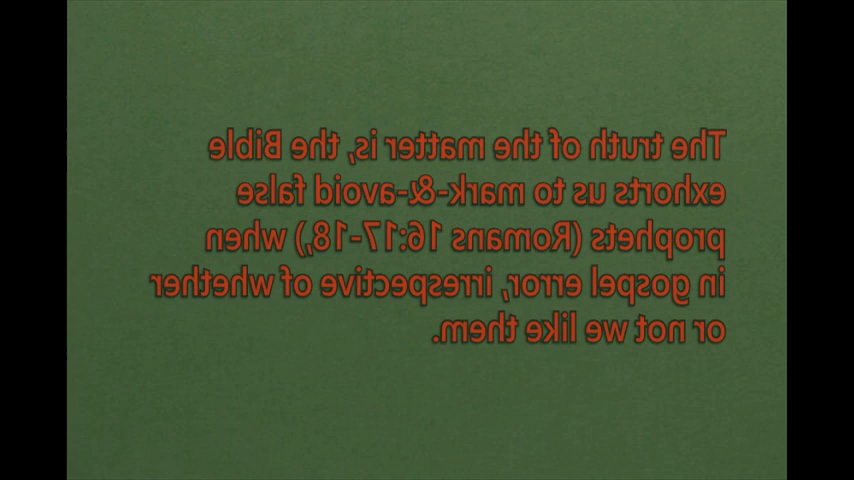 The truth of the matter is, the Bible
exhorts us to mark-&-avoid false
prophets (Romans 16:17-18,) when
in gospel error, irrespective of whether
or not we like them.